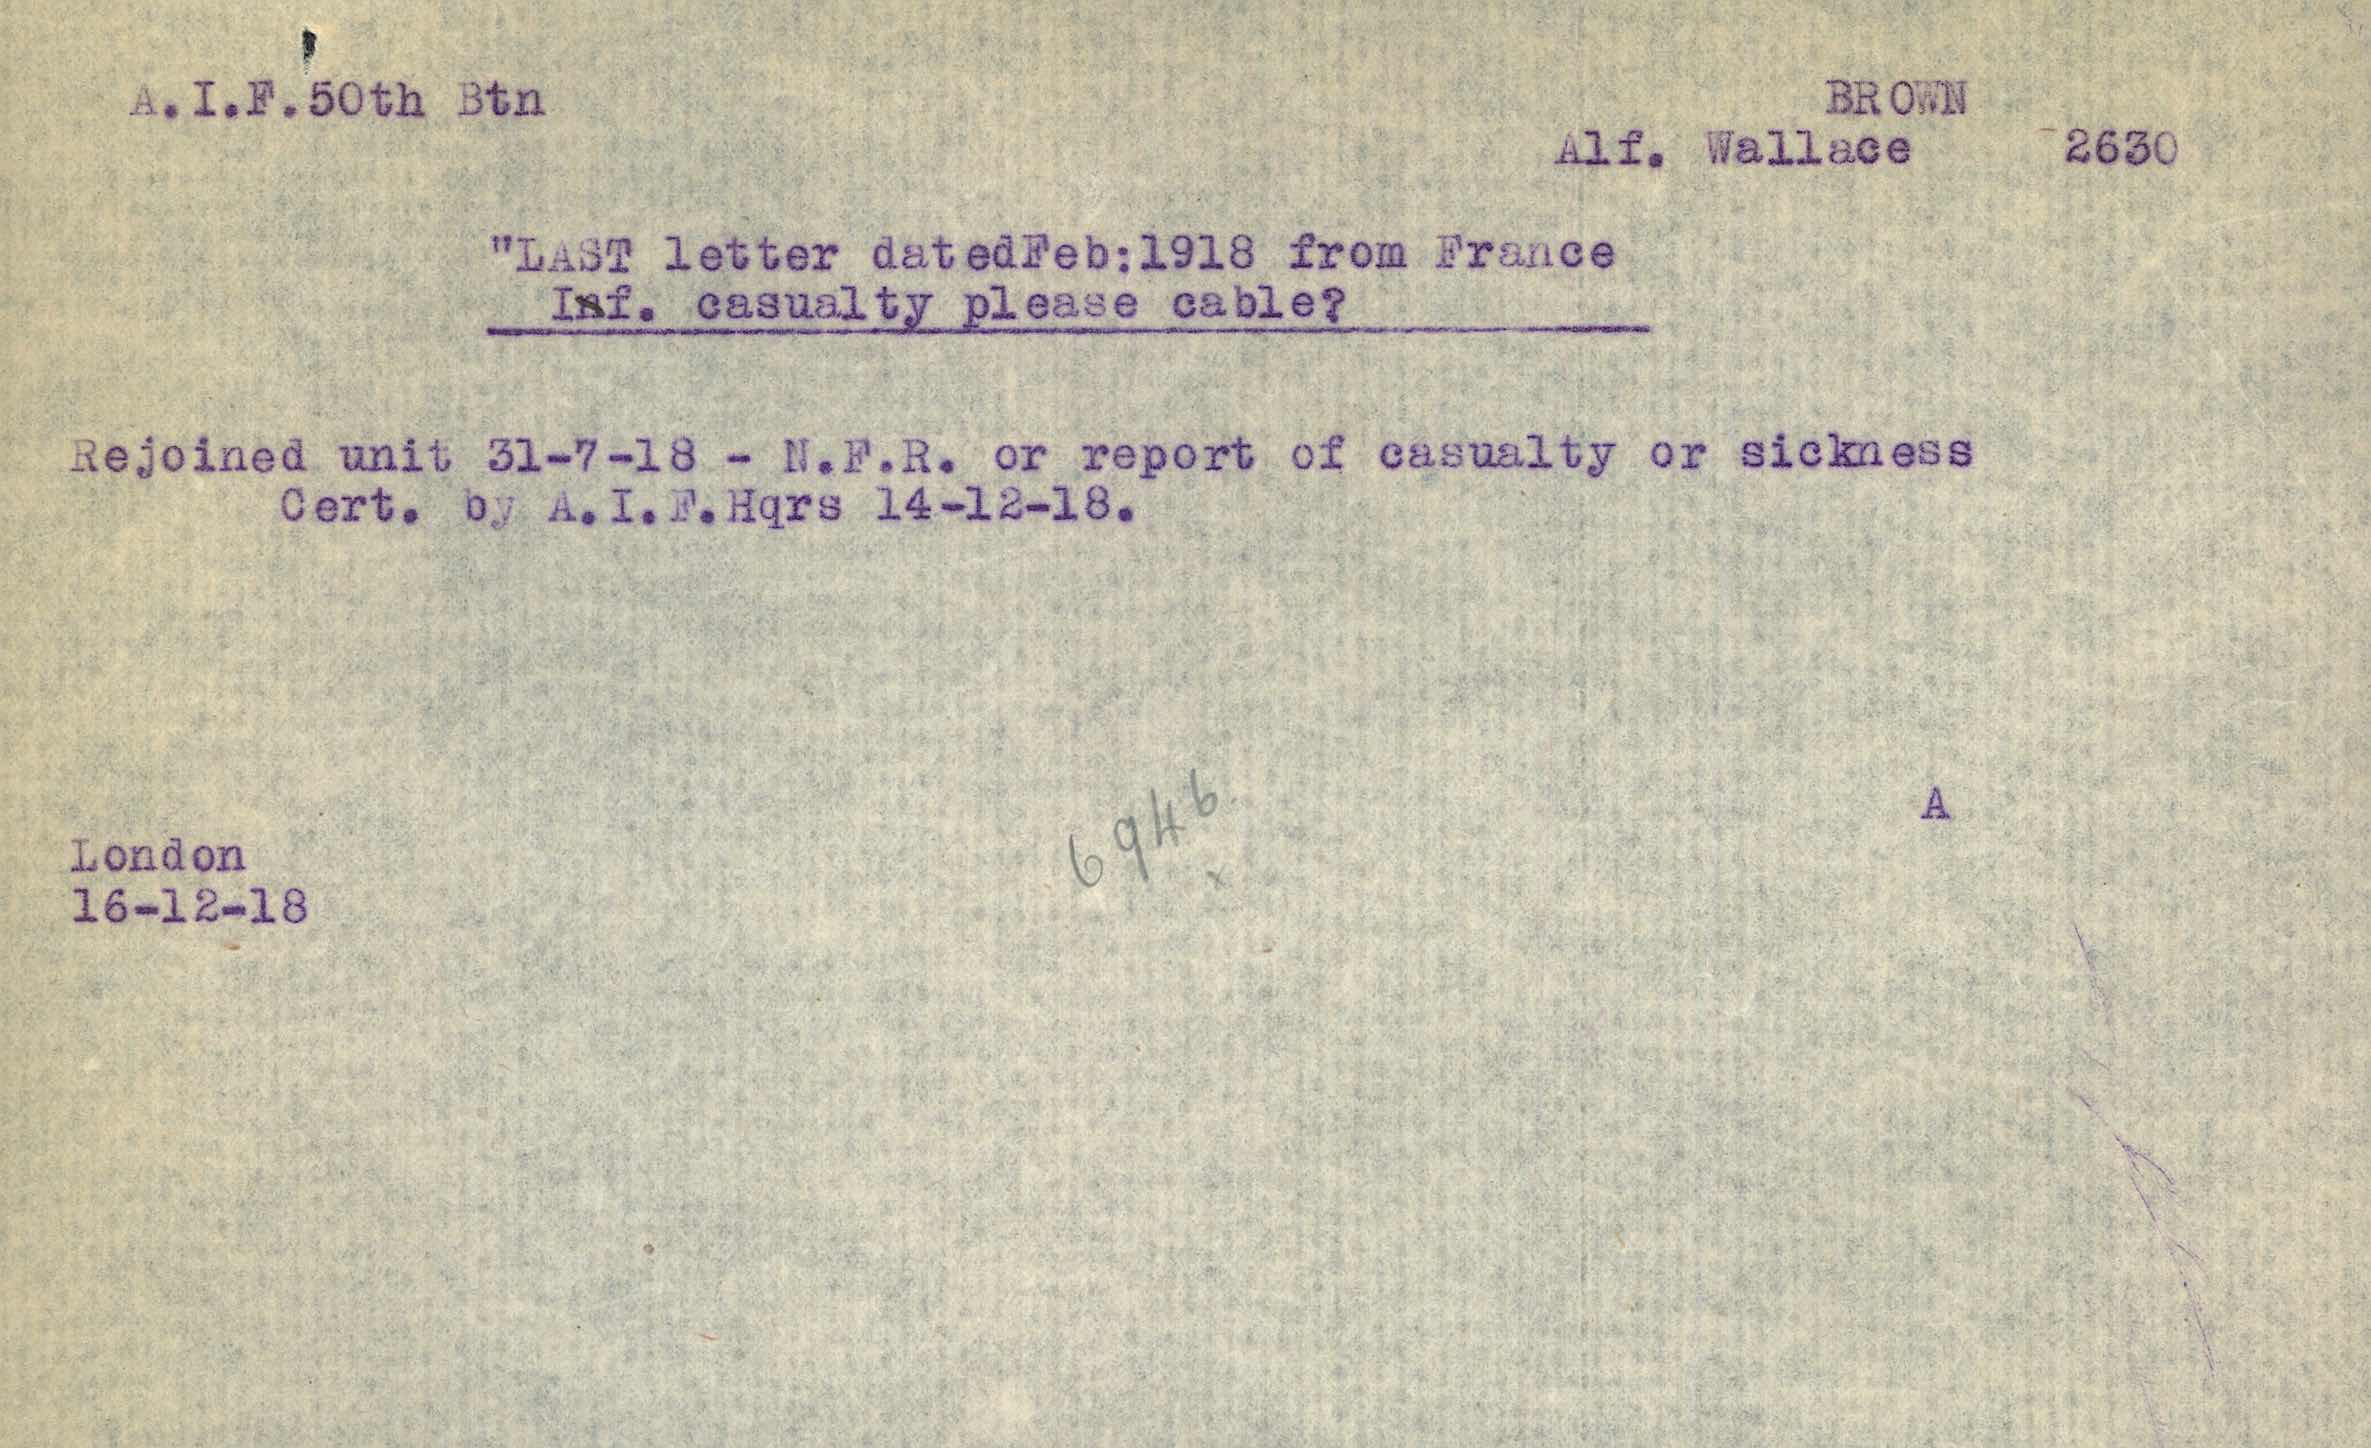 A.I.F.50th Btn
BROWN
Alf. Wallace 2630
"LAST letter datedFeb:1918 from France
Inf. casualty please cable?
Rejoined unit 31-7-18 - N.F.R. or report of casualty or sickness
Cert. by A.I.F.Hqrs 14-12-18.
6946
x
A
London
16-12-18